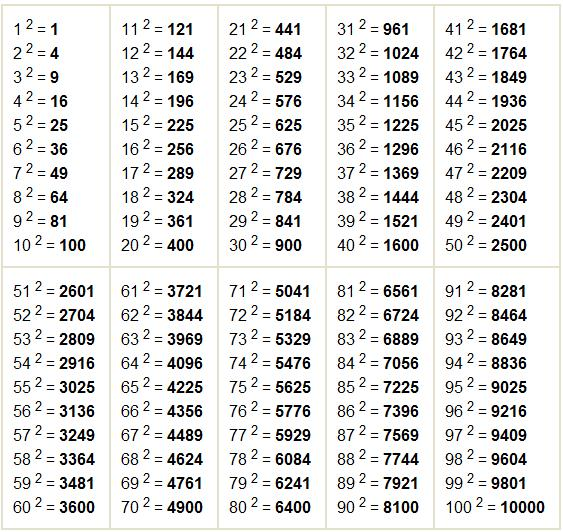 1 ² = 1
2 ² = 4
3 ² = 9
4 ² = 16
5 ² = 25
6 ² = 36
7 ² = 49
8 ² = 64
9 ² = 81
10 ² = 100
11 ² = 121
12 ² = 144
13 ² = 169
14 ² = 196
15 ² = 225
16 ² = 256
17 ² = 289
18 ² = 324
19 ² = 361
20 ² = 400
21 ² = 441
22 ² = 484
23 ² = 529
24 ² = 576
25 ² = 625
26 ² = 676
27 ² = 729
28 ² = 784
29 ² = 841
30 ² = 900
31 ² = 961
32 ² = 1024
33 ² = 1089
34 ² = 1156
35 ² = 1225
36 ² = 1296
37 ² = 1369
38 ² = 1444
39 ² = 1521
40 ² = 1600
41 ² = 1681
42 ² = 1764
43 ² = 1849
44 ² = 1936
45 ² = 2025
46 ² = 2116
47 ² = 2209
48 ² = 2304
49 ² = 2401
50 ² = 2500
51 ² = 2601
52 ² = 2704
53 ² = 2809
54 ² = 2916
55 ² = 3025
56 ² = 3136
57 ² = 3249
58 ² = 3364
59 ² = 3481
60 ² = 3600
61 ² = 3721
62 ² = 3844
63 ² = 3969
64 ² = 4096
65 ² = 4225
66 ² = 4356
67 ² = 4489
68 ² = 4624
69 ² = 4761
70 ² = 4900
71 ² = 5041
72 ² = 5184
73 ² = 5329
74 ² = 5476
75 ² = 5625
76 ² = 5776
77 ² = 5929
78 ² = 6084
79 ² = 6241
80 ² = 6400
81 ² = 6561
82 ² = 6724
83 ² = 6889
84 ² = 7056
85 ² = 7225
86 ² = 7396
87 ² = 7569
88 ² = 7744
89 ² = 7921
90 ² = 8100
91 ² = 8281
92 ² = 8464
93 ² = 8649
94 ² = 8836
95 ² = 9025
96 ² = 9216
97 ² = 9409
98 ² = 9604
99 ² = 9801
100 ² = 10000